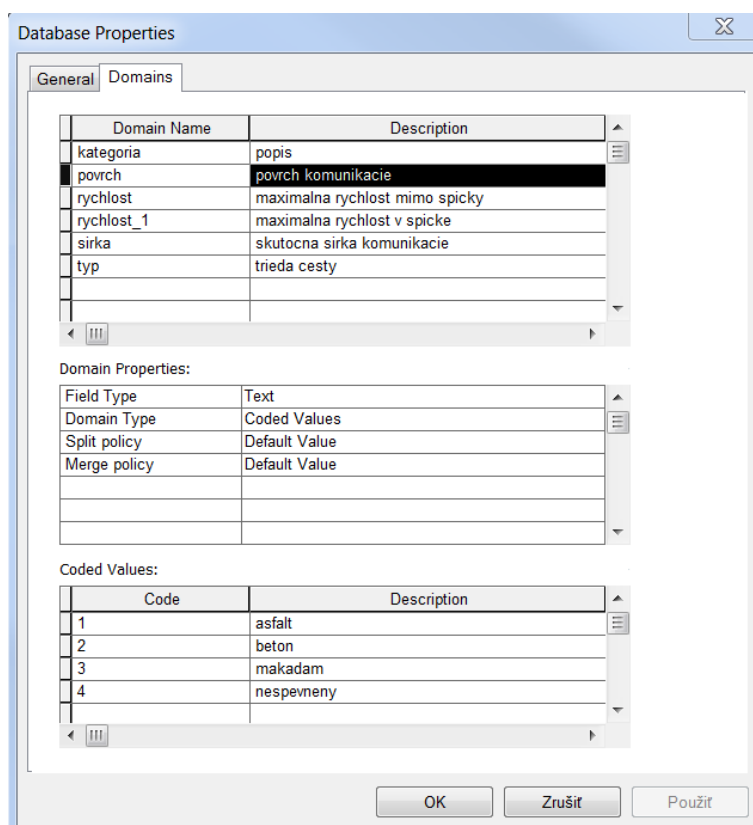 Database Properties
General Domains
Domain Name Description
kategoria popis
povrch povrch komunikacie
rychlost maximalna rychlost mimo spicky
rychlost_1 maximalna rychlost v spicke
sirka skutocna sirka komunikacie
typ trieda cesty
Domain Properties:
Field Type Text
Domain Type Coded Values
Split policy Default Value
Merge policy Default Value
Coded Values:
Code Description
1 asfalt
2 beton
3 makadam
4 nespevneny
OK Zrušiť Použiť